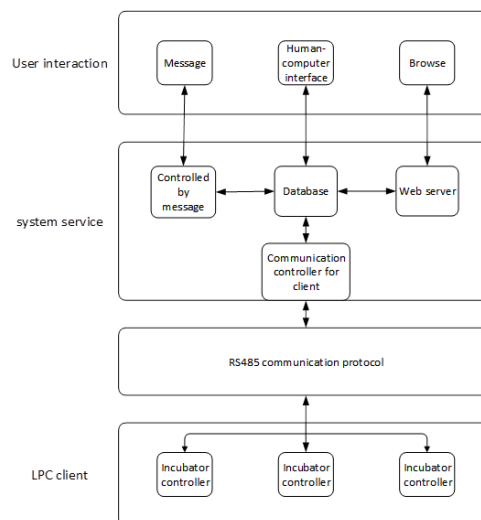 User interaction
Message
Human-
computer
interface
Browse
system service
Controlled
by
message
Database
Web server
Communication
controller for
client
RS485 communication protocol
LPC client
Incubator
controller
Incubator
controller
Incubator
controller